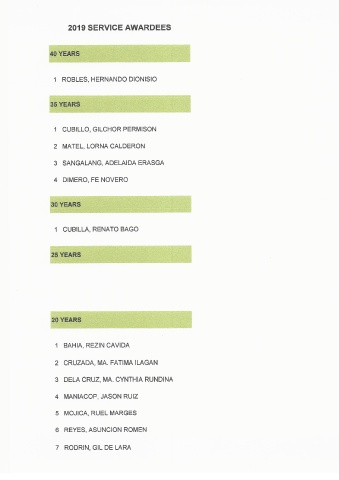 2019 SERVICE AWARDEES
40 YEARS
1 ROBLES, HERNANDO DIONISIO
35 YEARS
1 CUBILLO, GILCHOR PERMISON
2 MATEL, LORNA CALDERON
3 SANGALANG, ADELAIDA ERASGA
4 DIMERO, FE NOVERO
30 YEARS
1 CUBILLA, RENATO BAGO
25 YEARS
20 YEARS
1 BAHIA, REZIN CAVIDA
2 CRUZADA, MA. FATIMA ILAGAN
3 DELA CRUZ, MA. CYNTHIA RUNDINA
4 MANIACOP, JASON RUIZ
5 MOJICA, RUEL MARGES
6 REYES, ASUNCION ROMEN
7 RODRIN, GIL DE LARA